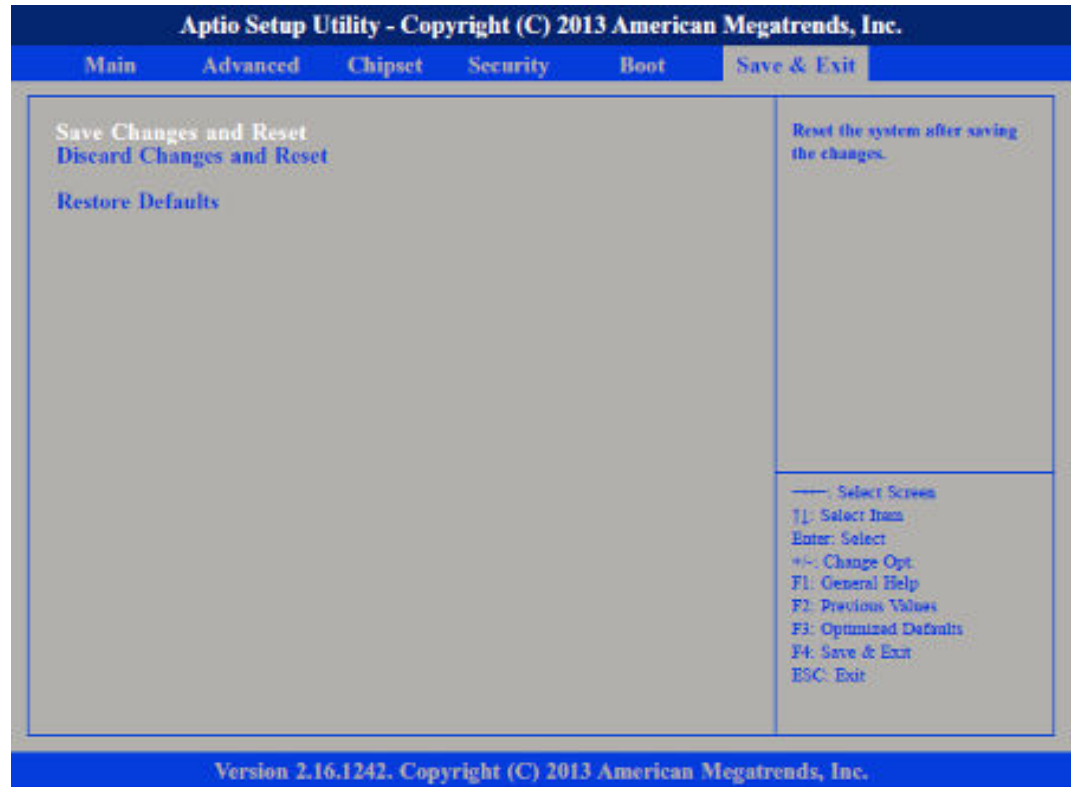 Aptio Setup Utility - Copyright (C) 2013 American Megatrends, Inc.
Main Advanced Chipset Security Boot Save & Exit
Save Changes and Reset
Discard Changes and Reset
Restore Defaults
Reset the system after saving
the changes.
→←: Select Screen
↑↓: Select Item
Enter: Select
+/-: Change Opt.
F1: General Help
F2: Previous Values
F3: Optimized Defaults
F4: Save & Exit
ESC: Exit
Version 2.16.1242. Copyright (C) 2013 American Megatrends, Inc.